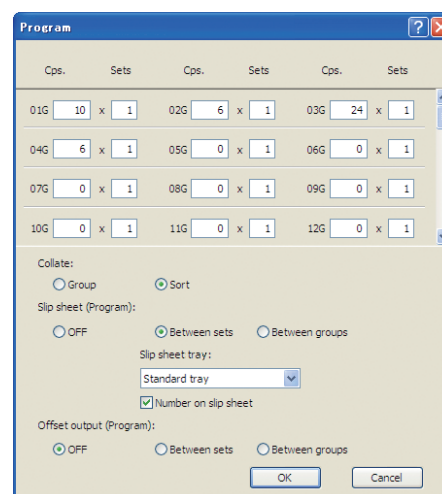 Program
Cps. Sets Cps. Sets Cps. Sets
01G 10 x 1 02G 6 x 1 03G 24 x 1
04G 6 x 1 05G 0 x 1 06G 0 x 1
07G 0 x 1 08G 0 x 1 09G 0 x 1
10G 0 x 1 11G 0 x 1 12G 0 x 1
Collate:
Group Sort
Slip sheet (Program):
OFF Between sets Between groups
Slip sheet tray:
Standard tray
Number on slip sheet
Offset output (Program):
OFF Between sets Between groups
OK Cancel